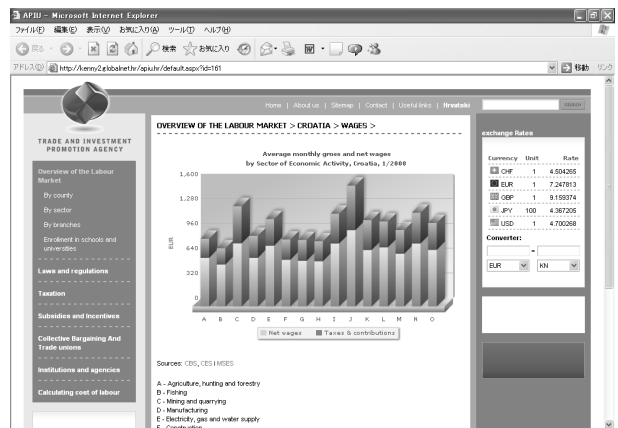 APIU - Microsoft Internet Explorer
ファイル(F) 編集(E) 表示(V) お気に入り(A) ツール(T) ヘルプ(H)
戻る 検索 お気に入り
アドレス(D) http://kenny2.globalnet.hr/apiu.hr/default.aspx?id=161 移動 リンク
Home | About us | Sitemap | Contact | Useful links | Hrvatski SEARCH
TRADE AND INVESTMENT
PROMOTION AGENCY
Overview of the Labour
Market
By county
By sector
By branches
Enrollment in schools and
universities
Laws and regulations
Taxation
Subsidies and Incentives
Collective Bargaining And
Trade unions
Institutions and agencies
Calculating cost of labour
OVERVIEW OF THE LABOUR MARKET > CROATIA > WAGES >
Average monthly gross and net wages
by Sector of Economic Activity, Croatia, 1/2008
1,600
1,280
960
640
320
0
EUR
A B C D E F G H I J K L M N O
Net wages Taxes & contributions
Sources: CBS, CES i MSES
A - Agriculture, hunting and forestry
B - Fishing
C - Mining and quarrying
D - Manufacturing
E - Electricity, gas and water supply
F - Construction
exchange Rates
Currency Unit Rate
CHF 1 4.504265
EUR 1 7.247813
GBP 1 9.159374
JPY 100 4.367205
USD 1 4.700268
Converter:
=
EUR KN